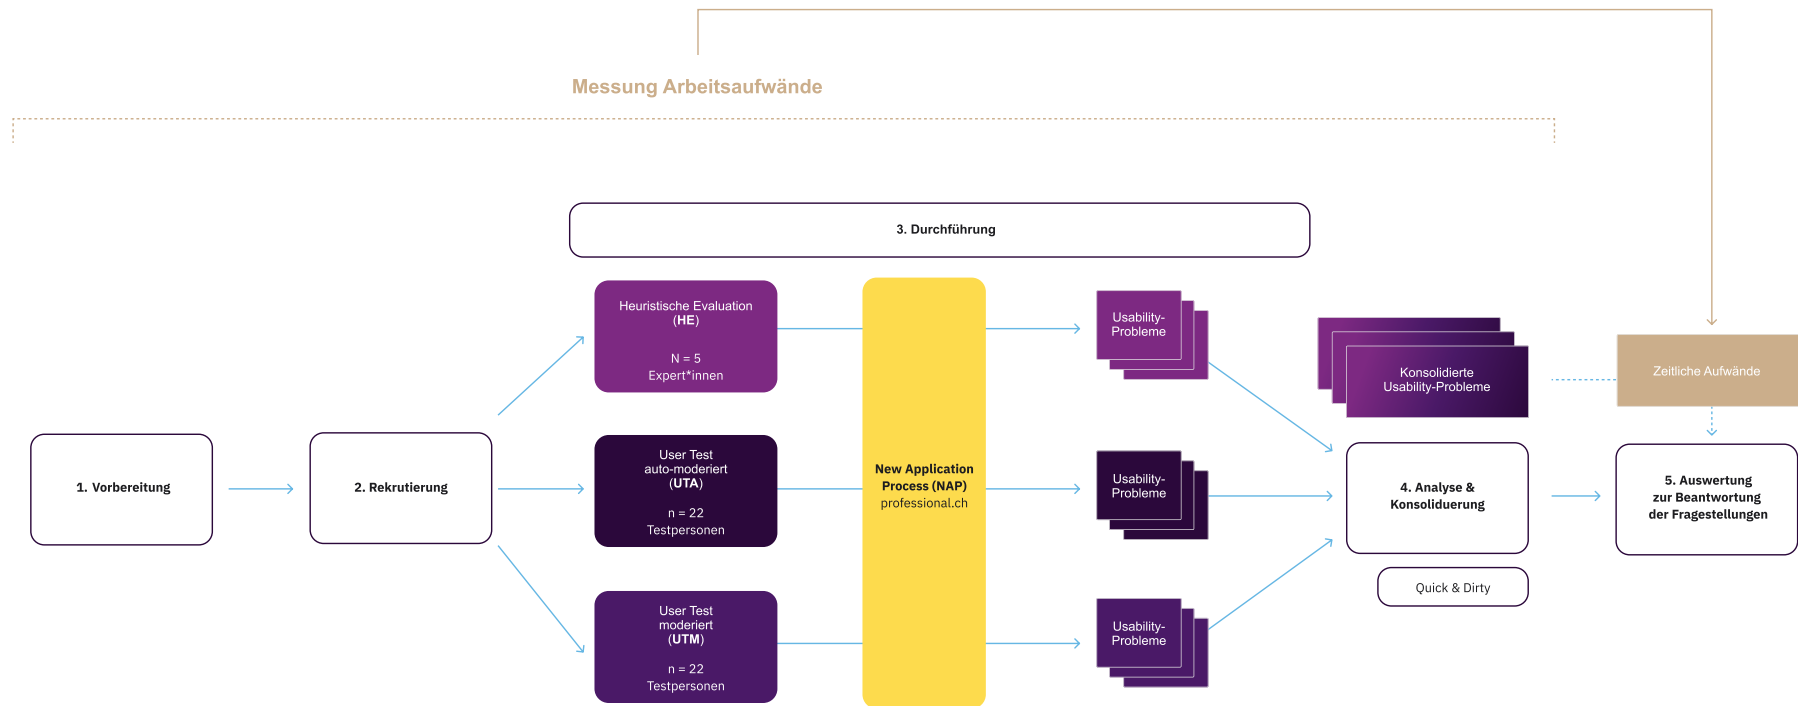 Messung Arbeitsaufwände
3. Durchführung
1. Vorbereitung
2. Rekrutierung
Heuristische Evaluation
(HE)
N = 5
Expert*innen
User Test
auto-moderiert
(UTA)
n = 22
Testpersonen
User Test
moderiert
(UTM)
n = 22
Testpersonen
New Application
Process (NAP)
professional.ch
Usability-
Probleme
Usability-
Probleme
Usability-
Probleme
Konsolidierte
Usability-Probleme
4. Analyse &
Konsoliduerung
Quick & Dirty
Zeitliche Aufwände
5. Auswertung
zur Beantwortung
der Fragestellungen